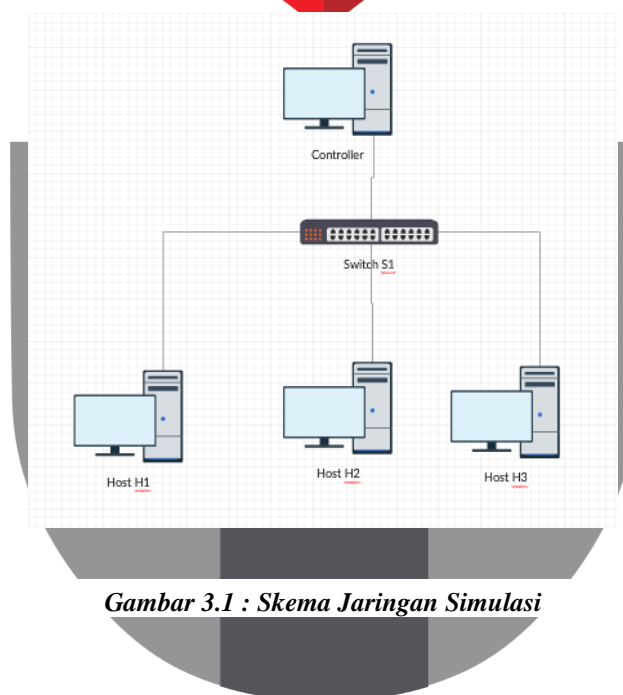 Controller
Switch S1
Host H1
Host H2
Host H3
Gambar 3.1 : Skema Jaringan Simulasi